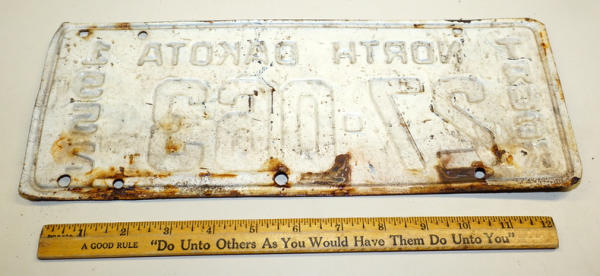 NORTH DAKOTA
TRUCK
1 2 3 4 5 6 7 8 9 10 11 12
A GOOD RULE "Do Unto Others As You Would Have Them Do Unto You"